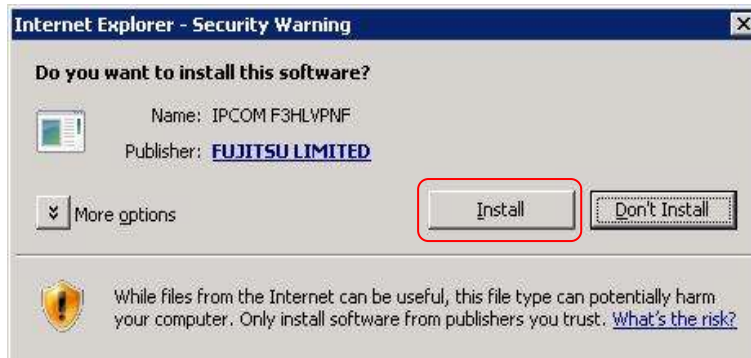 Internet Explorer - Security Warning
Do you want to install this software?
Name: IPCOM F3HLVPNF
Publisher: FUJITSU LIMITED
More options
Install
Don't Install
While files from the Internet can be useful, this file type can potentially harm
your computer. Only install software from publishers you trust. What's the risk?